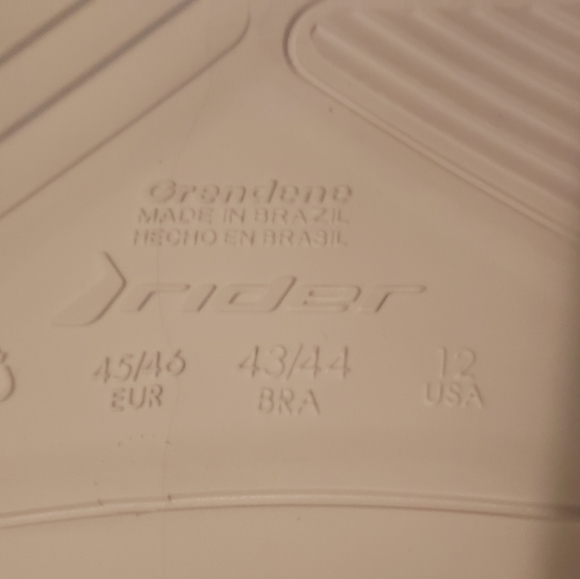 Grendene
MADE IN BRAZIL
HECHO EN BRASIL
rider
45/46 43/44 12
EUR BRA USA